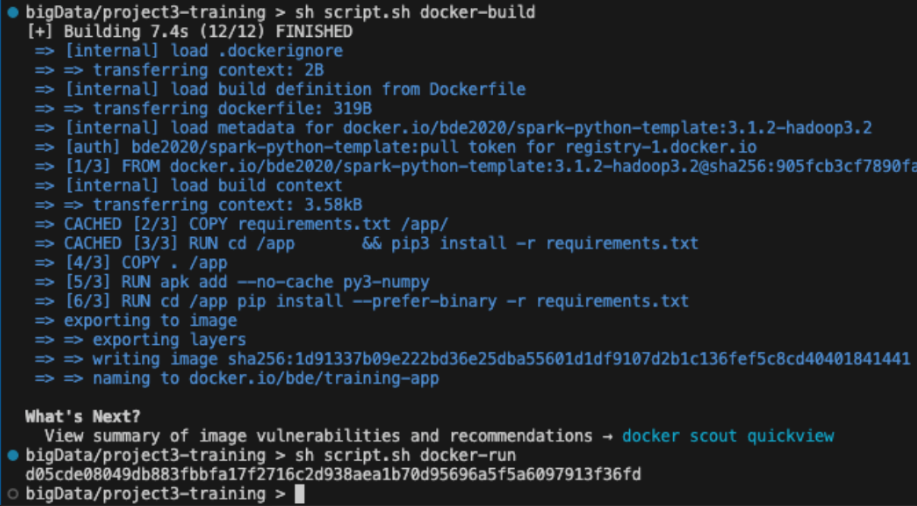 bigData/project3-training > sh script.sh docker-build
[+] Building 7.4s (12/12) FINISHED
=> [internal] load .dockerignore
=> => transferring context: 2B
=> [internal] load build definition from Dockerfile
=> => transferring dockerfile: 319B
=> [internal] load metadata for docker.io/bde2020/spark-python-template:3.1.2-hadoop3.2
=> [auth] bde2020/spark-python-template:pull token for registry-1.docker.io
=> [1/3] FROM docker.io/bde2020/spark-python-template:3.1.2-hadoop3.2@sha256:905fcb3cf7890fa
=> [internal] load build context
=> => transferring context: 3.58kB
=> CACHED [2/3] COPY requirements.txt /app/
=> CACHED [3/3] RUN cd /app && pip3 install -r requirements.txt
=> [4/3] COPY . /app
=> [5/3] RUN apk add --no-cache py3-numpy
=> [6/3] RUN cd /app pip install --prefer-binary -r requirements.txt
=> exporting to image
=> => exporting layers
=> => writing image sha256:1d91337b09e222bd36e25dba55601d1df9107d2b1c136fef5c8cd40401841441
=> => naming to docker.io/bde/training-app
What's Next?
View summary of image vulnerabilities and recommendations → docker scout quickview
bigData/project3-training > sh script.sh docker-run
d05cde08049db883fbbfa17f2716c2d938aea1b70d95696a5f5a6097913f36fd
bigData/project3-training >